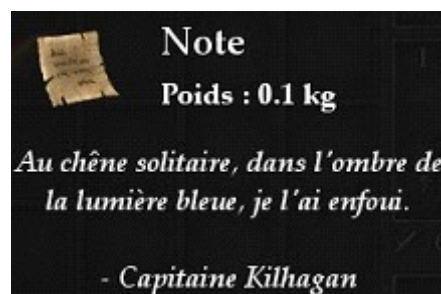 Note
Poids : 0.1 kg
Au chêne solitaire, dans l'ombre de
la lumière bleue, je l'ai enfoui.
- Capitaine Kilhagan